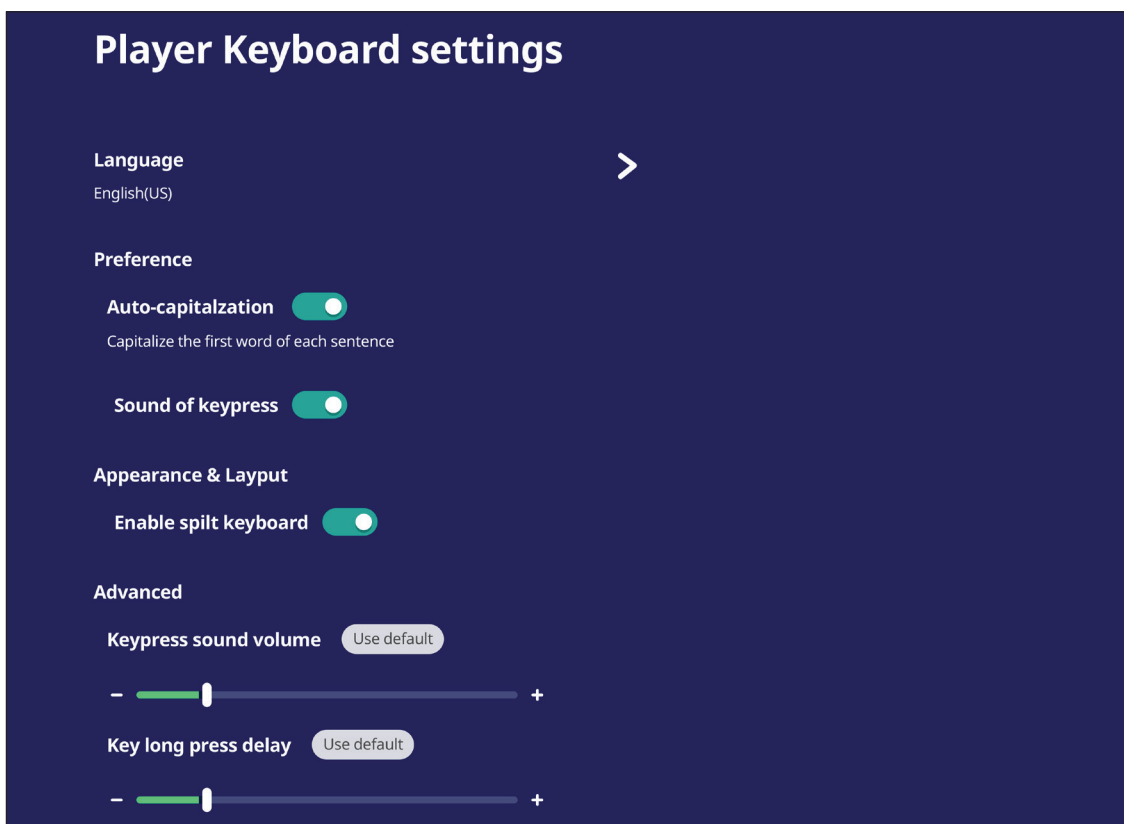 Player Keyboard settings
Language
English(US)
Preference
Auto-capitalzation
Capitalize the first word of each sentence
Sound of keypress
Appearance & Layput
Enable spilt keyboard
Advanced
Keypress sound volume Use default
- +
Key long press delay Use default
- +